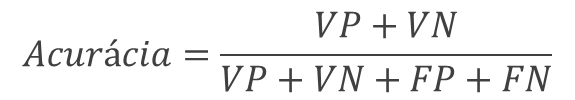 Acurácia = VP + VN / VP + VN + FP + FN